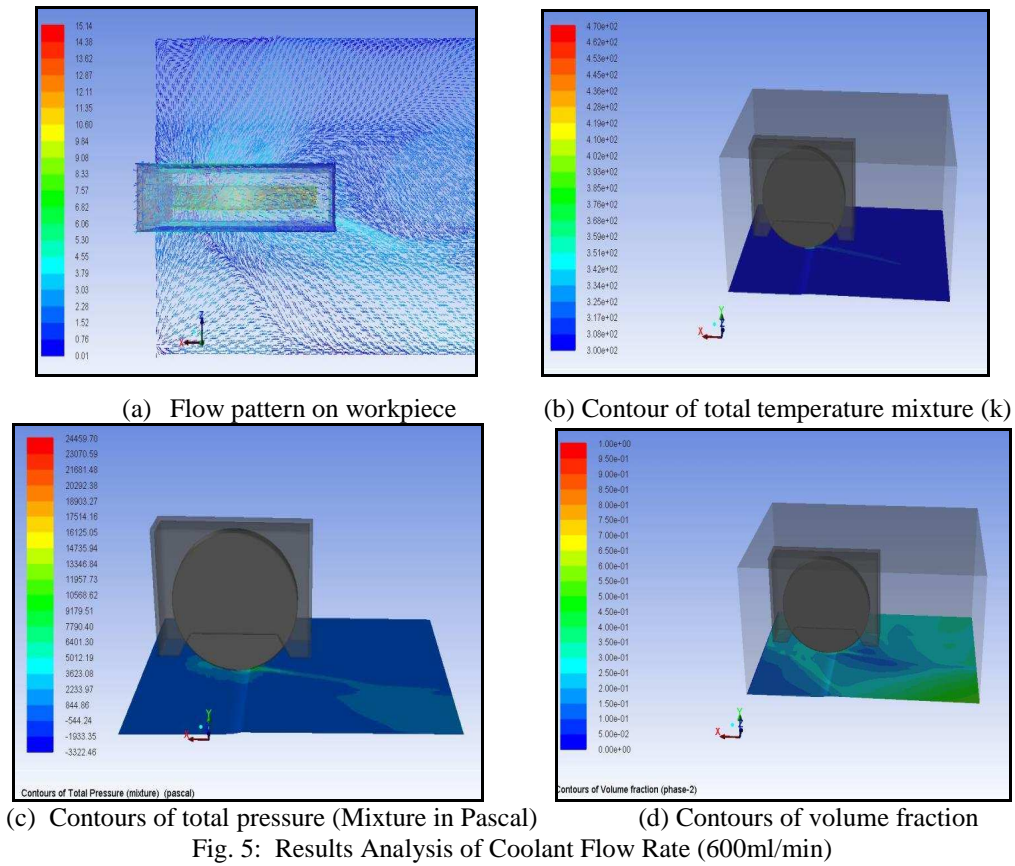 15.14
14.38
13.62
12.87
12.11
11.35
10.60
9.84
9.08
8.33
7.57
6.82
6.06
5.30
4.55
3.79
3.03
2.28
1.52
0.76
0.01
Z
X
(a) Flow pattern on workpiece
4.70e+02
4.62e+02
4.53e+02
4.45e+02
4.36e+02
4.28e+02
4.19e+02
4.10e+02
4.02e+02
3.93e+02
3.85e+02
3.76e+02
3.68e+02
3.59e+02
3.51e+02
3.42e+02
3.34e+02
3.25e+02
3.17e+02
3.08e+02
3.00e+02
Y
Z
X
(b) Contour of total temperature mixture (k)
24459.70
23070.59
21681.48
20292.38
18903.27
17514.16
16125.05
14735.94
13346.84
11957.73
10568.62
9179.51
7790.40
6401.30
5012.19
3623.08
2233.97
844.86
-544.24
-1933.35
-3322.46
Y
X
Contours of Total Pressure (mixture) (pascal)
(c) Contours of total pressure (Mixture in Pascal)
1.00e+00
9.50e-01
9.00e-01
8.50e-01
8.00e-01
7.50e-01
7.00e-01
6.50e-01
6.00e-01
5.50e-01
5.00e-01
4.50e-01
4.00e-01
3.50e-01
3.00e-01
2.50e-01
2.00e-01
1.50e-01
1.00e-01
5.00e-02
0.00e+00
Y
Z
X
Contours of Volume fraction (phase-2)
(d) Contours of volume fraction
Fig. 5: Results Analysis of Coolant Flow Rate (600ml/min)